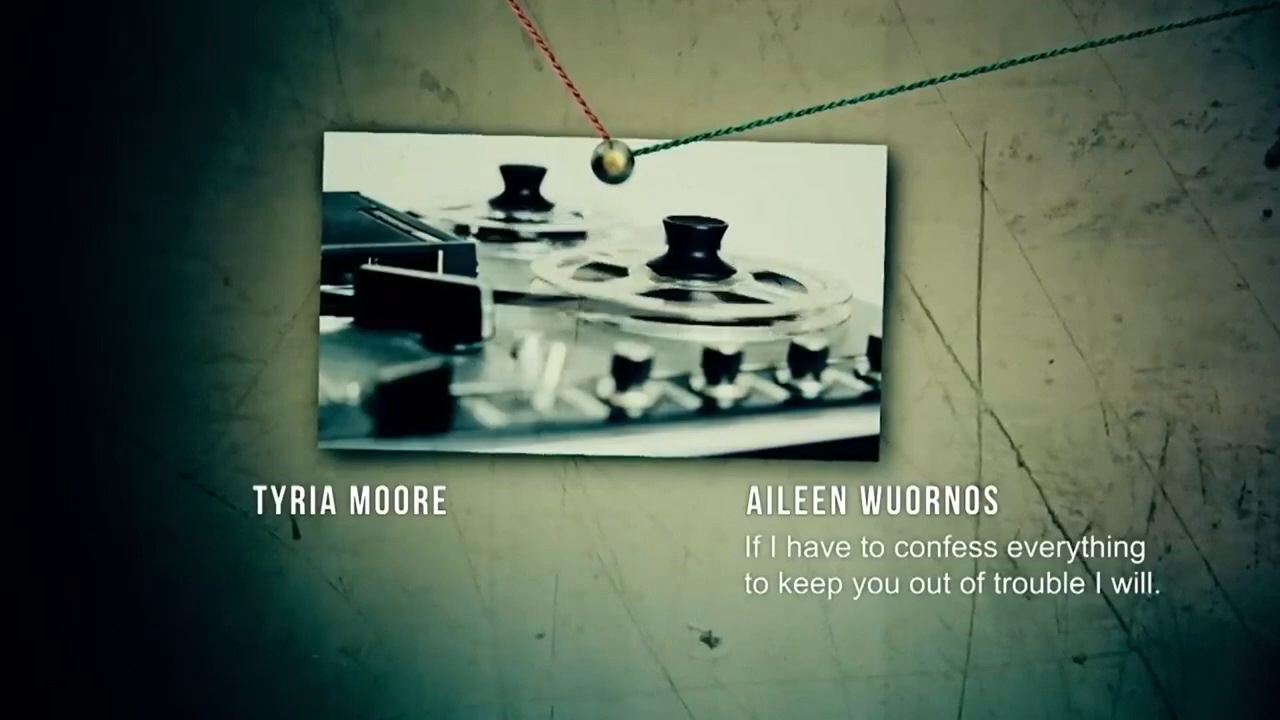 TYRIA MOORE
AILEEN WUORNOS
If I have to confess everything
to keep you out of trouble I will.